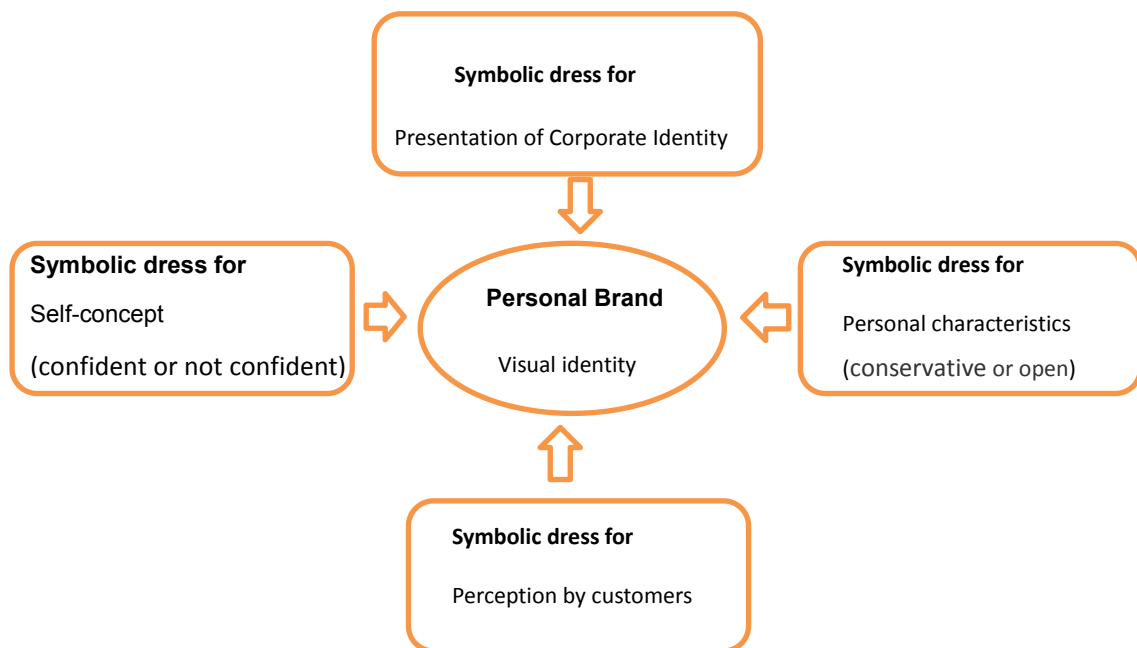 Symbolic dress for
Presentation of Corporate Identity
Symbolic dress for
Self-concept
(confident or not confident)
Personal Brand
Visual identity
Symbolic dress for
Personal characteristics
(conservative or open)
Symbolic dress for
Perception by customers